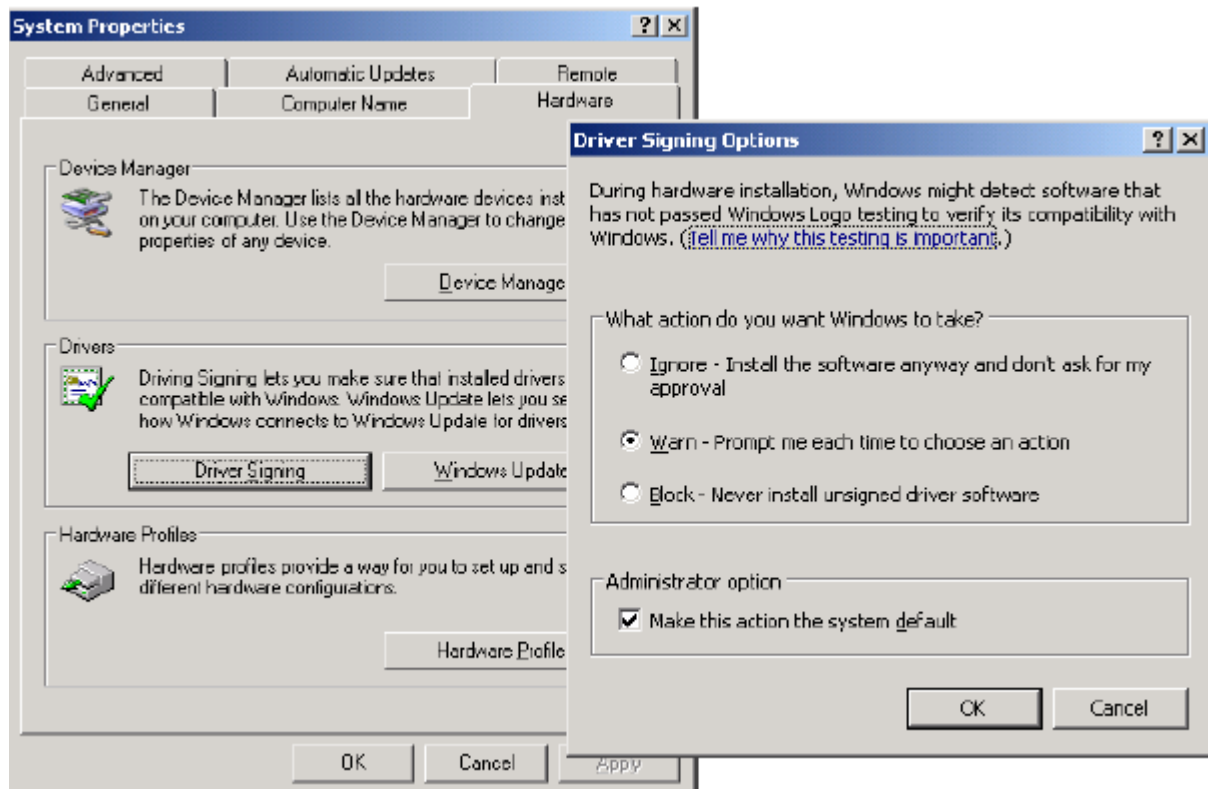 System Properties
Advanced
Automatic Updates
Remote
General
Computer Name
Hardware
Device Manager
The Device Manager lists all the hardware devices inst
on your computer. Use the Device Manager to change
properties of any device.
Device Manage
Drivers
Driving Signing lets you make sure that installed drivers
compatible with Windows. Windows Update lets you se
how Windows connects to Windows Update for drivers
Driver Signing
Windows Update
Hardware Profiles
Hardware profiles provide a way for you to set up and s
different hardware configurations.
Hardware Profile
OK
Cancel
Apply
Driver Signing Options
During hardware installation, Windows might detect software that
has not passed Windows Logo testing to verify its compatibility with
Windows. (Tell me why this testing is important.)
What action do you want Windows to take?
Ignore - Install the software anyway and don't ask for my
approval
Warn - Prompt me each time to choose an action
Block - Never install unsigned driver software
Administrator option
Make this action the system default
OK
Cancel